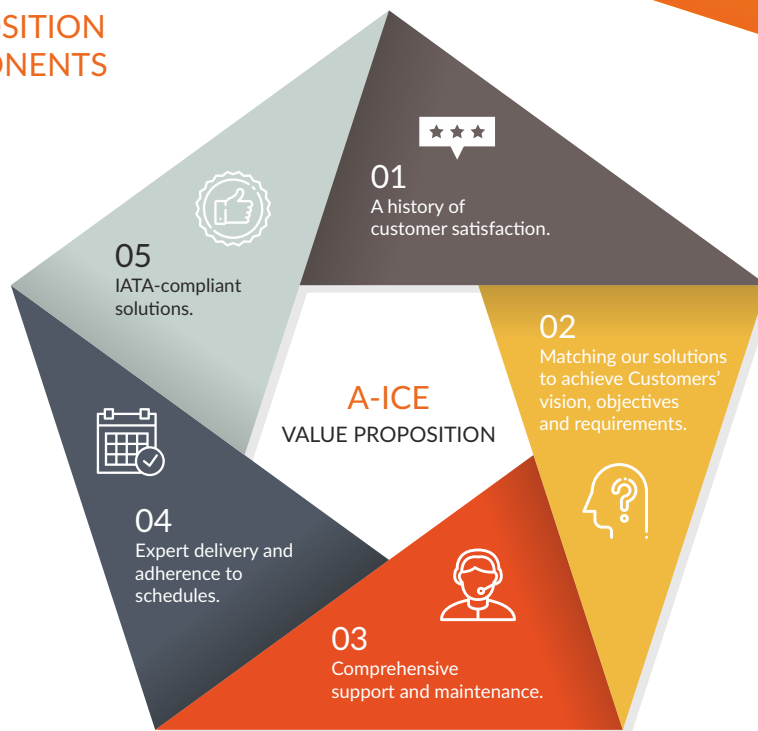 OSITION
ONENTS
01
A history of
customer satisfaction.
02
Matching our solutions
to achieve Customers’
vision, objectives
and requirements.
A-ICE
VALUE PROPOSITION
03
Comprehensive
support and maintenance.
04
Expert delivery and
adherence to
schedules.
05
IATA-compliant
solutions.